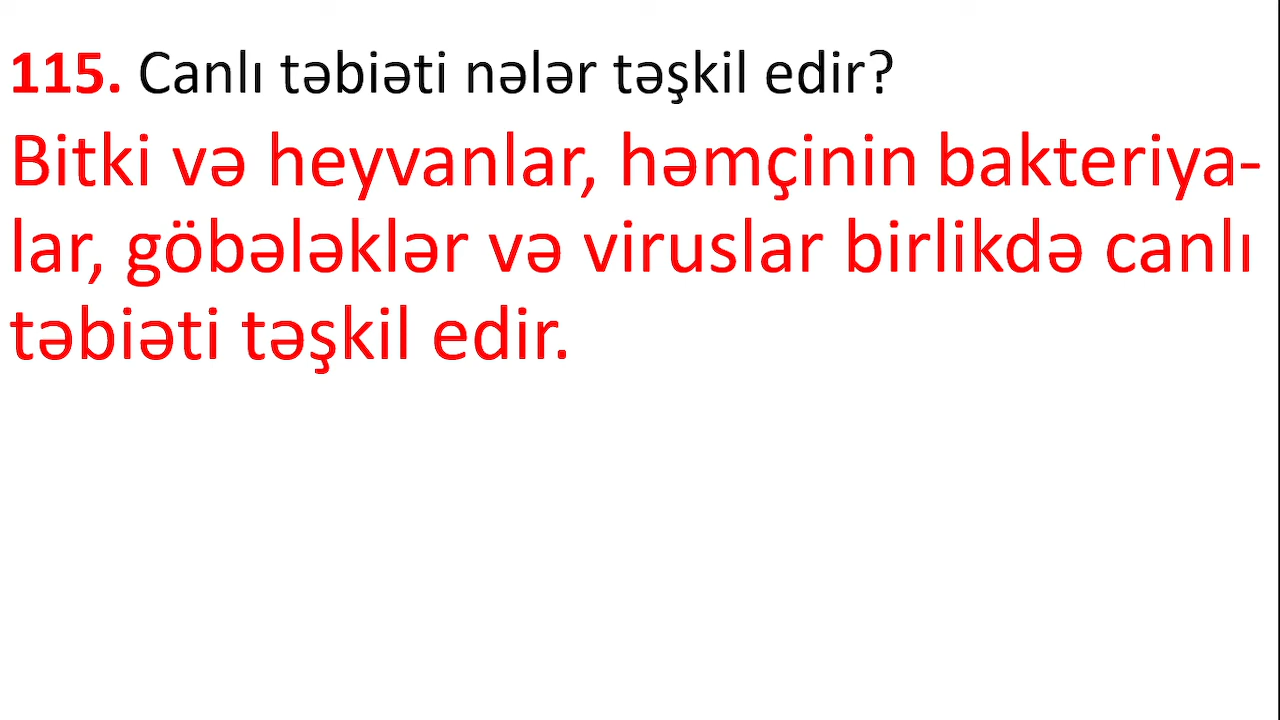 115. Canlı təbiəti nələr təşkil edir?
Bitki və heyvanlar, həmçinin bakteriya-
lar, göbələklər və viruslar birlikdə canlı
təbiəti təşkil edir.